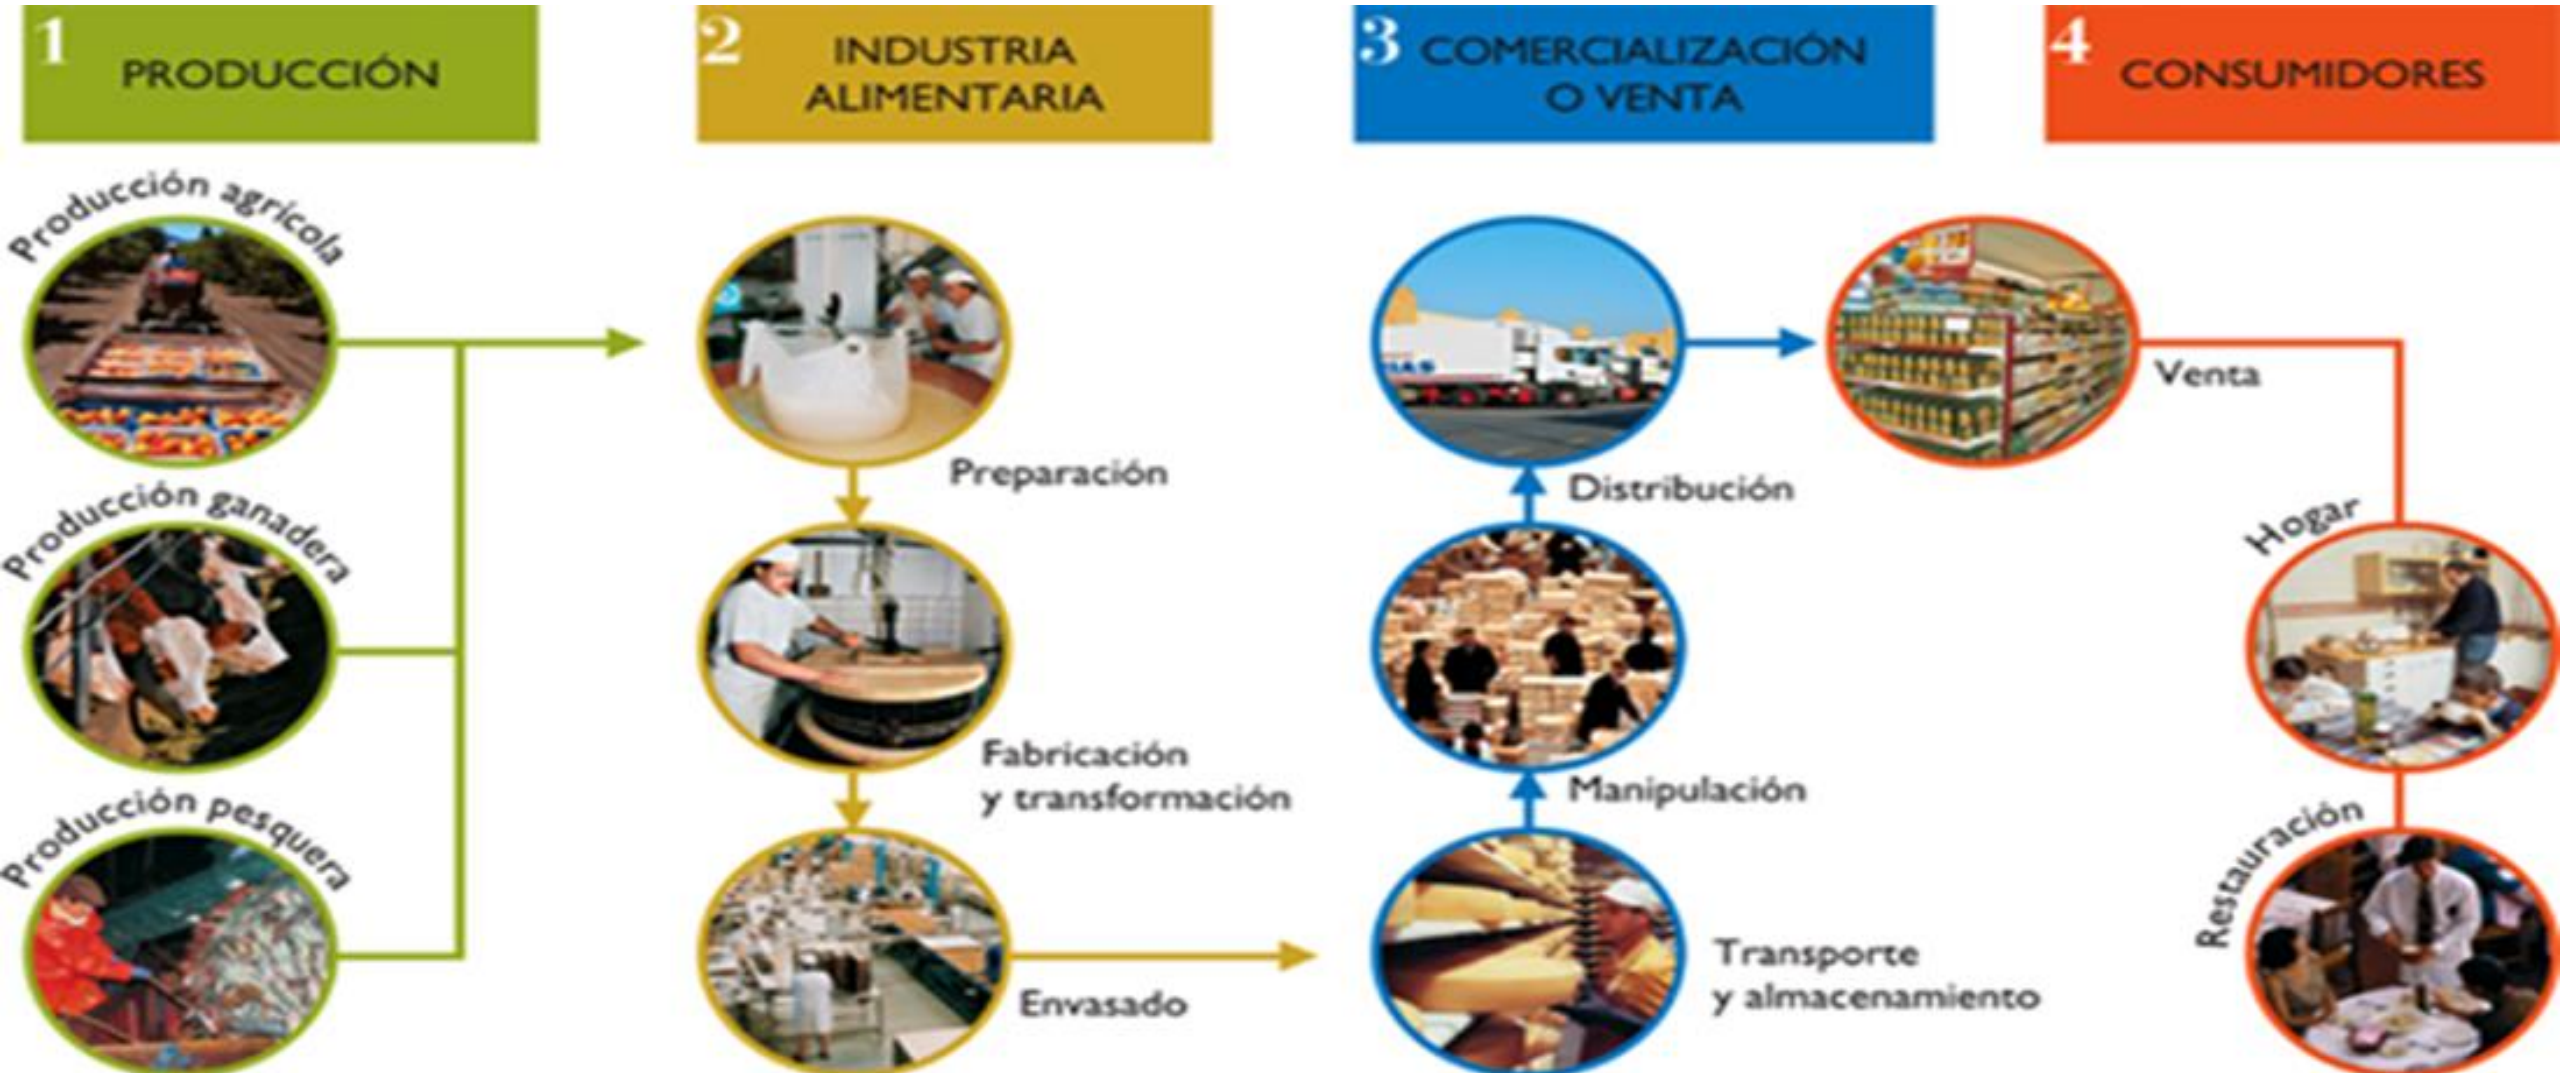 1
PRODUCCIÓN
2
INDUSTRIA
ALIMENTARIA
3
COMERCIALIZACIÓN
O VENTA
4
CONSUMIDORES
Producción agrícola
Producción ganadera
Producción pesquera
Preparación
Fabricación
y transformación
Envasado
Distribución
Manipulación
Transporte
y almacenamiento
Venta
Hogar
Restauración